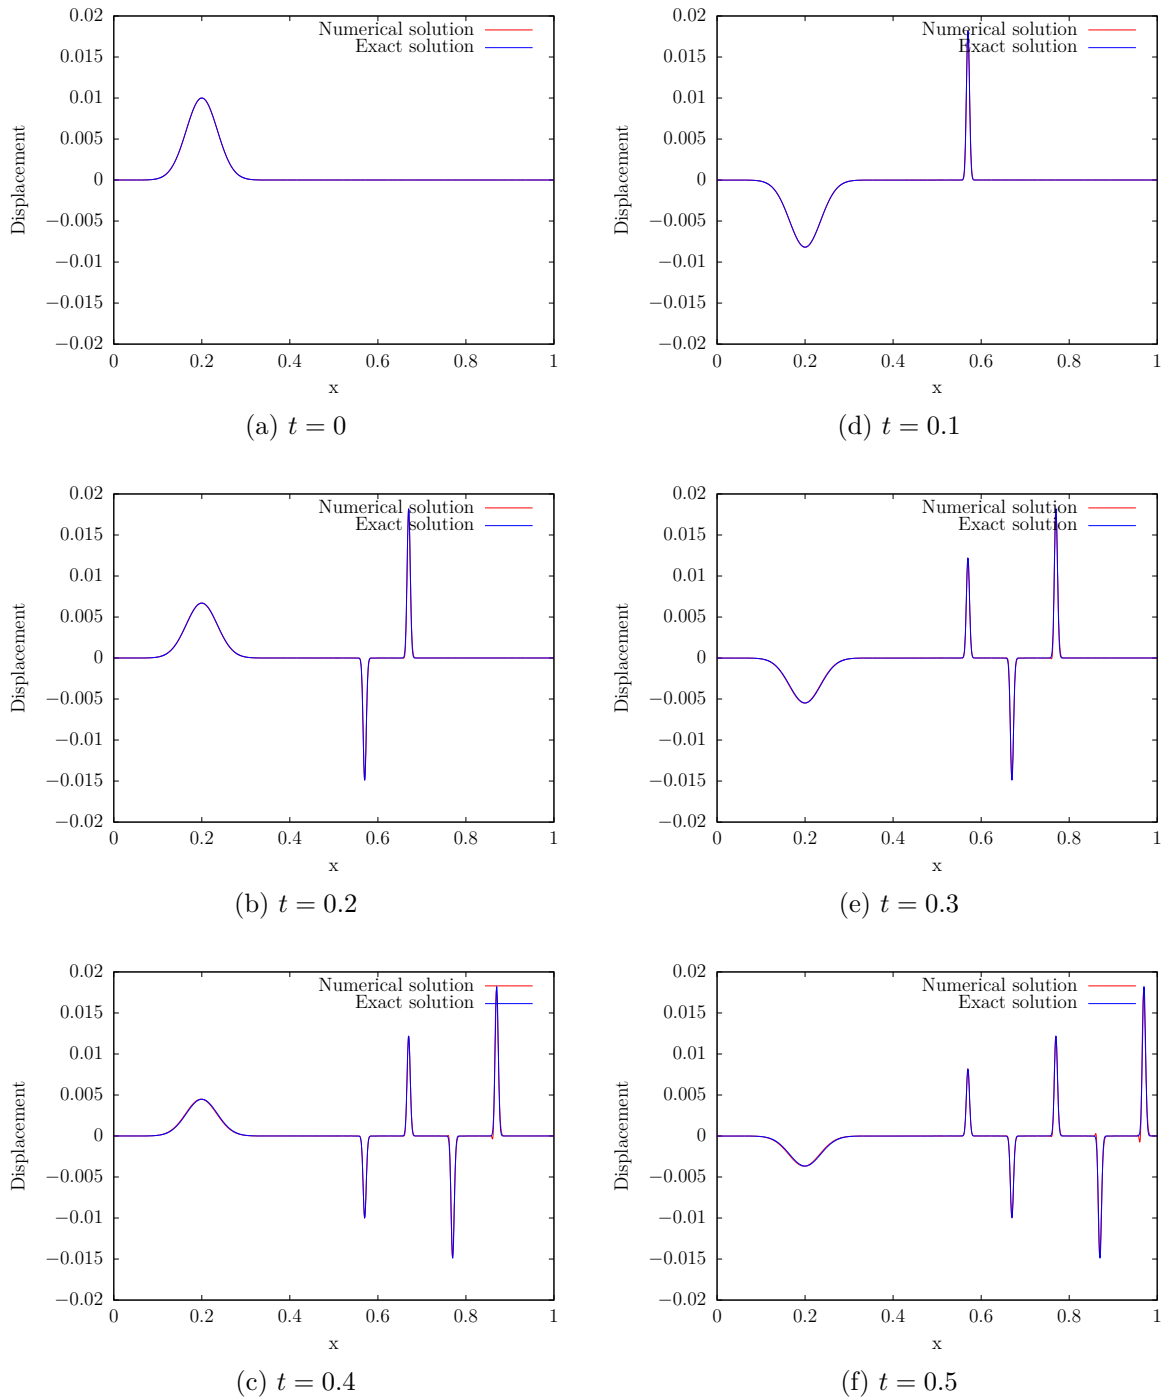 0.02
0.015
0.01
0.005
0
−0.005
−0.01
−0.015
−0.02
Displacement
Numerical solution
Exact solution
0 0.2 0.4 0.6 0.8 1
x
(a) t = 0
0.02
0.015
0.01
0.005
0
−0.005
−0.01
−0.015
−0.02
Displacement
Numerical solution
Exact solution
0 0.2 0.4 0.6 0.8 1
x
(d) t = 0.1
0.02
0.015
0.01
0.005
0
−0.005
−0.01
−0.015
−0.02
Displacement
Numerical solution
Exact solution
0 0.2 0.4 0.6 0.8 1
x
(b) t = 0.2
0.02
0.015
0.01
0.005
0
−0.005
−0.01
−0.015
−0.02
Displacement
Numerical solution
Exact solution
0 0.2 0.4 0.6 0.8 1
x
(e) t = 0.3
0.02
0.015
0.01
0.005
0
−0.005
−0.01
−0.015
−0.02
Displacement
Numerical solution
Exact solution
0 0.2 0.4 0.6 0.8 1
x
(c) t = 0.4
0.02
0.015
0.01
0.005
0
−0.005
−0.01
−0.015
−0.02
Displacement
Numerical solution
Exact solution
0 0.2 0.4 0.6 0.8 1
x
(f) t = 0.5